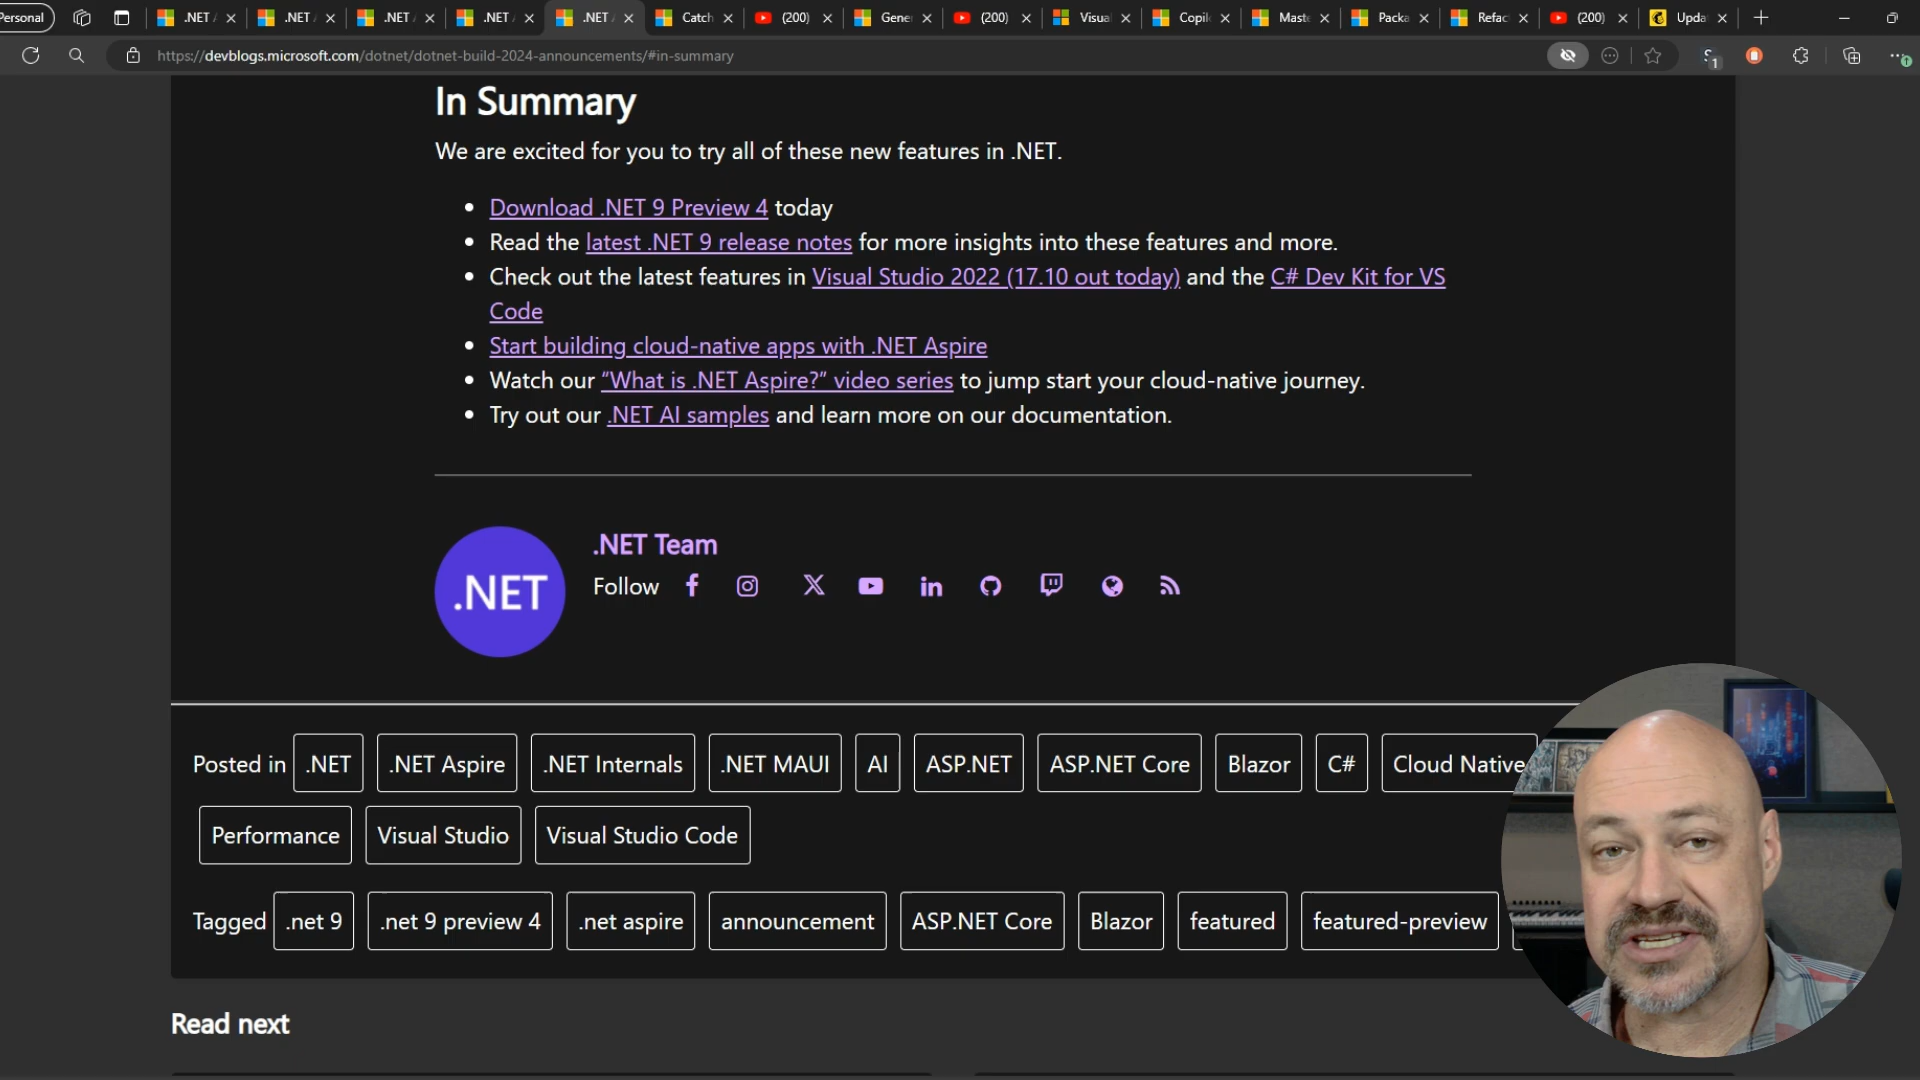 Personal
.NET
.NET
.NET
.NET
.NET
Catch
(200)
Gene
(200)
Visua
Copil
Maste
Packa
Refac
(200)
Upda
https://devblogs.microsoft.com/dotnet/dotnet-build-2024-announcements/#in-summary
1
In Summary
We are excited for you to try all of these new features in .NET.
Download .NET 9 Preview 4 today
Read the latest .NET 9 release notes for more insights into these features and more.
Check out the latest features in Visual Studio 2022 (17.10 out today) and the C# Dev Kit for VS
Code
Start building cloud-native apps with .NET Aspire
Watch our “What is .NET Aspire?” video series to jump start your cloud-native journey.
Try out our .NET AI samples and learn more on our documentation.
.NET
.NET Team
Follow
Posted in .NET .NET Aspire .NET Internals .NET MAUI AI ASP.NET ASP.NET Core Blazor C# Cloud Native
Performance Visual Studio Visual Studio Code
Tagged .net 9 .net 9 preview 4 .net aspire announcement ASP.NET Core Blazor featured featured-preview
Read next